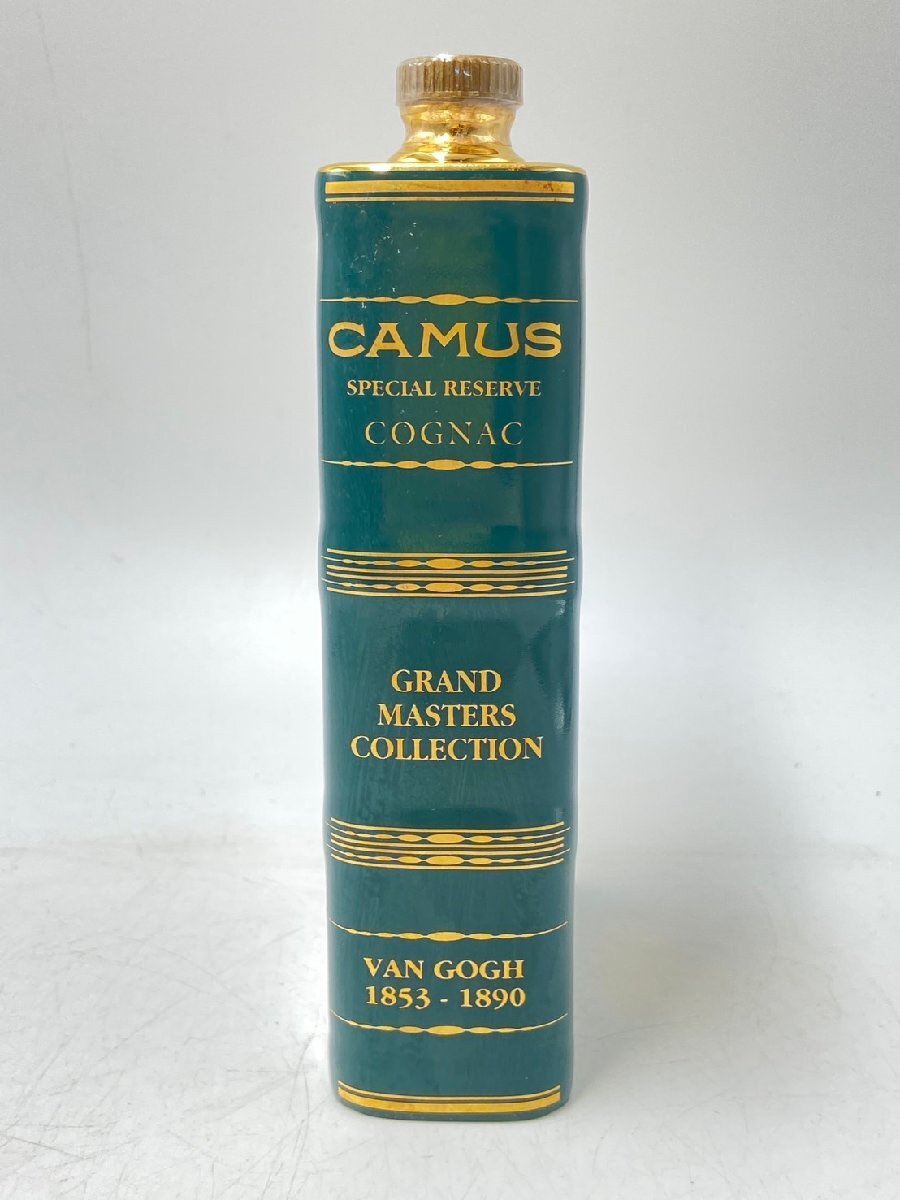 CAMUS
SPECIAL RESERVE
COGNAC
GRAND
MASTERS
COLLECTION
VAN GOGH
1853 - 1890